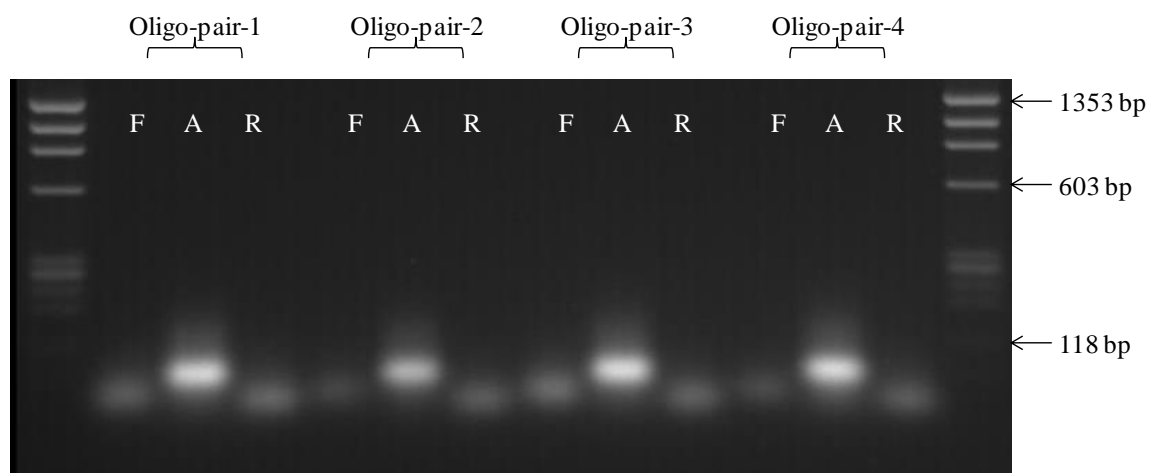 Oligo-pair-1 Oligo-pair-2 Oligo-pair-3 Oligo-pair-4
F A R F A R F A R F A R
1353 bp
603 bp
118 bp